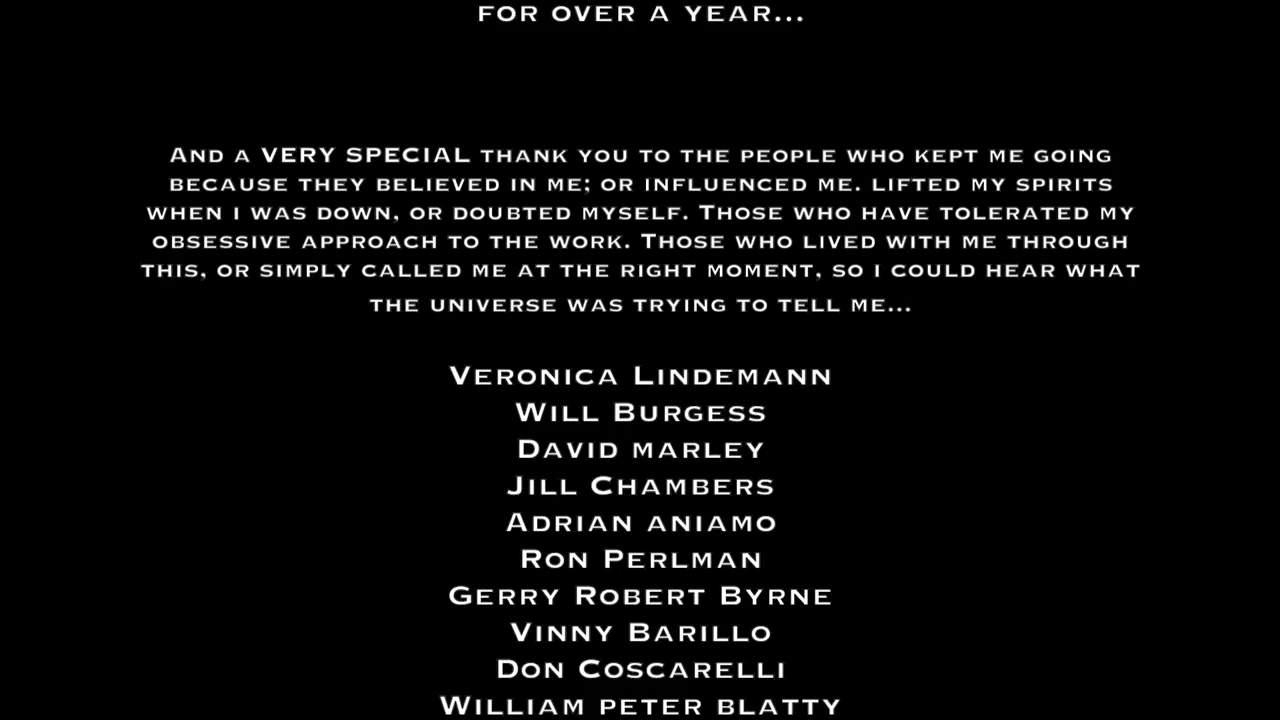 FOR OVER A YEAR...
AND A VERY SPECIAL THANK YOU TO THE PEOPLE WHO KEPT ME GOING
BECAUSE THEY BELIEVED IN ME; OR INFLUENCED ME. LIFTED MY SPIRITS
WHEN I WAS DOWN, OR DOUBTED MYSELF. THOSE WHO HAVE TOLERATED MY
OBSESSIVE APPROACH TO THE WORK. THOSE WHO LIVED WITH ME THROUGH
THIS, OR SIMPLY CALLED ME AT THE RIGHT MOMENT, SO I COULD HEAR WHAT
THE UNIVERSE WAS TRYING TO TELL ME...
VERONICA LINDEMANN
WILL BURGESS
DAVID MARLEY
JILL CHAMBERS
ADRIAN ANIAMO
RON PERLMAN
GERRY ROBERT BYRNE
VINNY BARILLO
DON COSCARELLI
WILLIAM PETER BLATTY